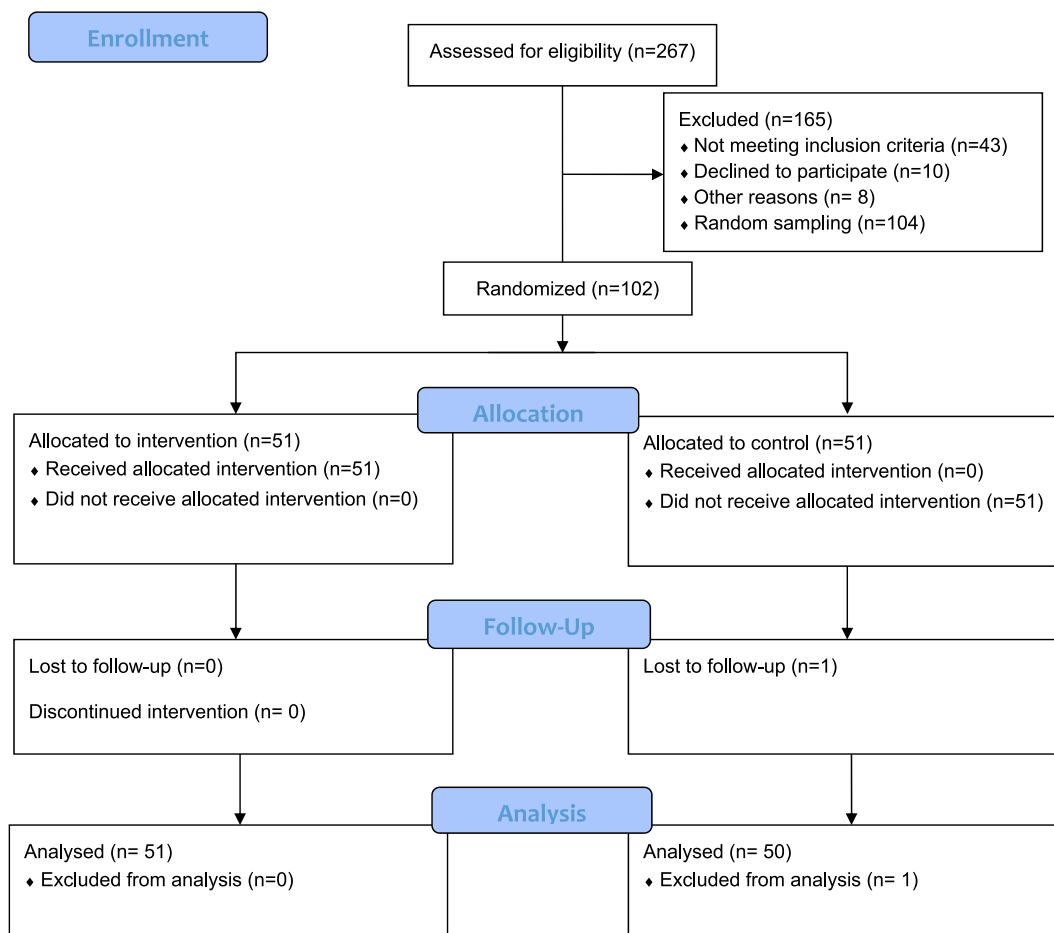 Enrollment
Assessed for eligibility (n=267)
Excluded (n=165)
♦ Not meeting inclusion criteria (n=43)
♦ Declined to participate (n=10)
♦ Other reasons (n= 8)
♦ Random sampling (n=104)
Randomized (n=102)
Allocation
Allocated to intervention (n=51)
♦ Received allocated intervention (n=51)
♦ Did not receive allocated intervention (n=0)
Allocated to control (n=51)
♦ Received allocated intervention (n=0)
♦ Did not receive allocated intervention (n=51)
Follow-Up
Lost to follow-up (n=0)
Discontinued intervention (n= 0)
Lost to follow-up (n=1)
Analysis
Analysed (n= 51)
♦ Excluded from analysis (n=0)
Analysed (n= 50)
♦ Excluded from analysis (n= 1)